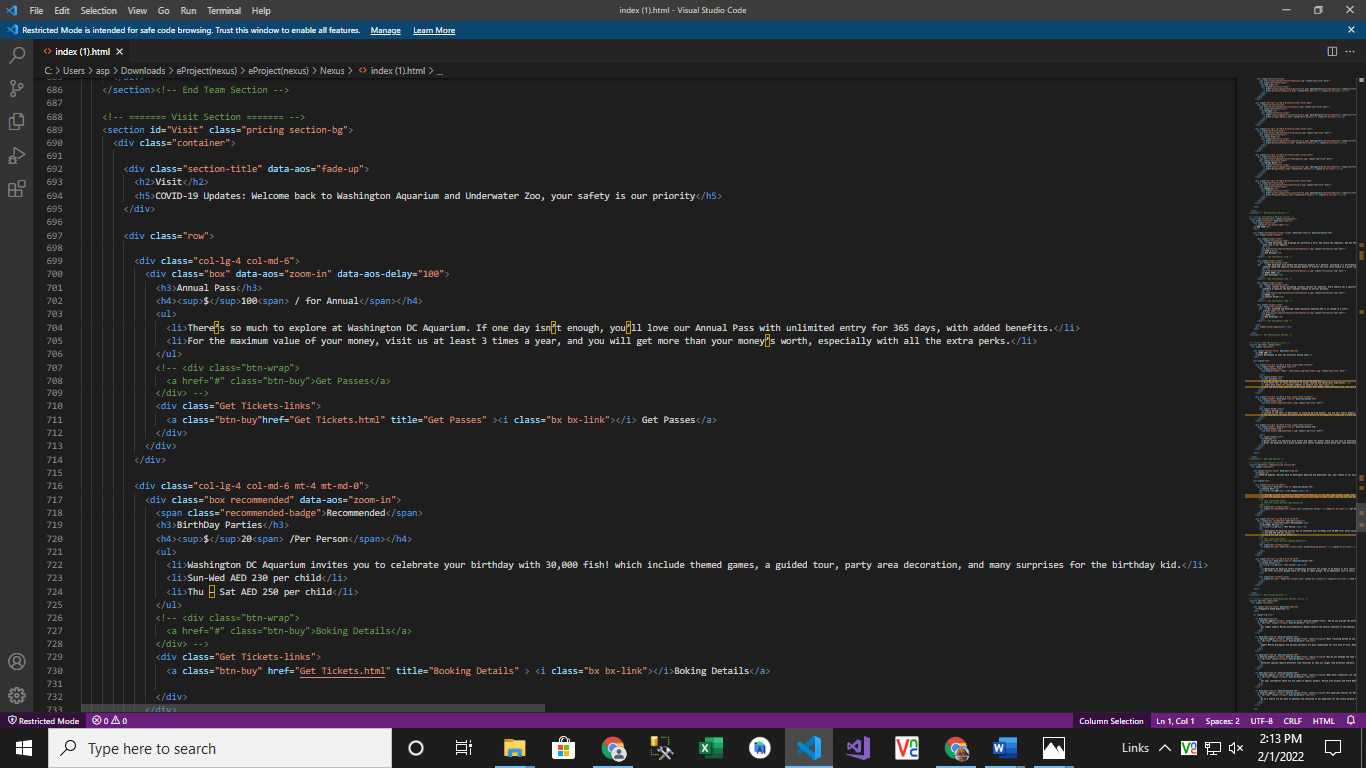 File Edit Selection View Go Run Terminal Help index (1).html - Visual Studio Code
Restricted Mode is intended for safe code browsing. Trust this window to enable all features. Manage Learn More
index (1).html
C: > Users > asp > Downloads > eProject(nexus) > eProject(nexus) > Nexus > index (1).html > ...
686 </section><!-- End Team Section -->
687
688 <!-- ======= Visit Section ======= -->
689 <section id="Visit" class="pricing section-bg">
690 <div class="container">
691
692 <div class="section-title" data-aos="fade-up">
693 <h2>Visit</h2>
694 <h5>COVID-19 Updates: Welcome back to Washington Aquarium and Underwater Zoo, your safety is our priority</h5>
695 </div>
696
697 <div class="row">
698
699 <div class="col-lg-4 col-md-6">
700 <div class="box" data-aos="zoom-in" data-aos-delay="100">
701 <h3>Annual Pass</h3>
702 <h4><sup>$</sup>100<span> / for Annual</span></h4>
703 <ul>
704 <li>There’s so much to explore at Washington DC Aquarium. If one day isn’t enough, you’ll love our Annual Pass with unlimited entry for 365 days, with added benefits.</li>
705 <li>For the maximum value of your money, visit us at least 3 times a year, and you will get more than your money’s worth, especially with all the extra perks.</li>
706 </ul>
707 <!-- <div class="btn-wrap">
708 <a href="#" class="btn-buy">Get Passes</a>
709 </div> -->
710 <div class="Get Tickets-links">
711 <a class="btn-buy"href="Get Tickets.html" title="Get Passes" ><i class="bx bx-link"></i> Get Passes</a>
712 </div>
713 </div>
714 </div>
715
716 <div class="col-lg-4 col-md-6 mt-4 mt-md-0">
717 <div class="box recommended" data-aos="zoom-in">
718 <span class="recommended-badge">Recommended</span>
719 <h3>BirthDay Parties</h3>
720 <h4><sup>$</sup>20<span> /Per Person</span></h4>
721 <ul>
722 <li>Washington DC Aquarium invites you to celebrate your birthday with 30,000 fish! which include themed games, a guided tour, party area decoration, and many surprises for the birthday kid.</li>
723 <li>Sun-Wed AED 230 per child</li>
724 <li>Thu – Sat AED 250 per child</li>
725 </ul>
726 <!-- <div class="btn-wrap">
727 <a href="#" class="btn-buy">Boking Details</a>
728 </div> -->
729 <div class="Get Tickets-links">
730 <a class="btn-buy" href="Get Tickets.html" title="Booking Details" > <i class="bx bx-link"></i>Booking Details</a>
731
732 </div>
733 </div>
Restricted Mode 0 0 Column Selection Ln 1, Col 1 Spaces: 2 UTF-8 CRLF HTML
Type here to search Links 2:13 PM
2/1/2022